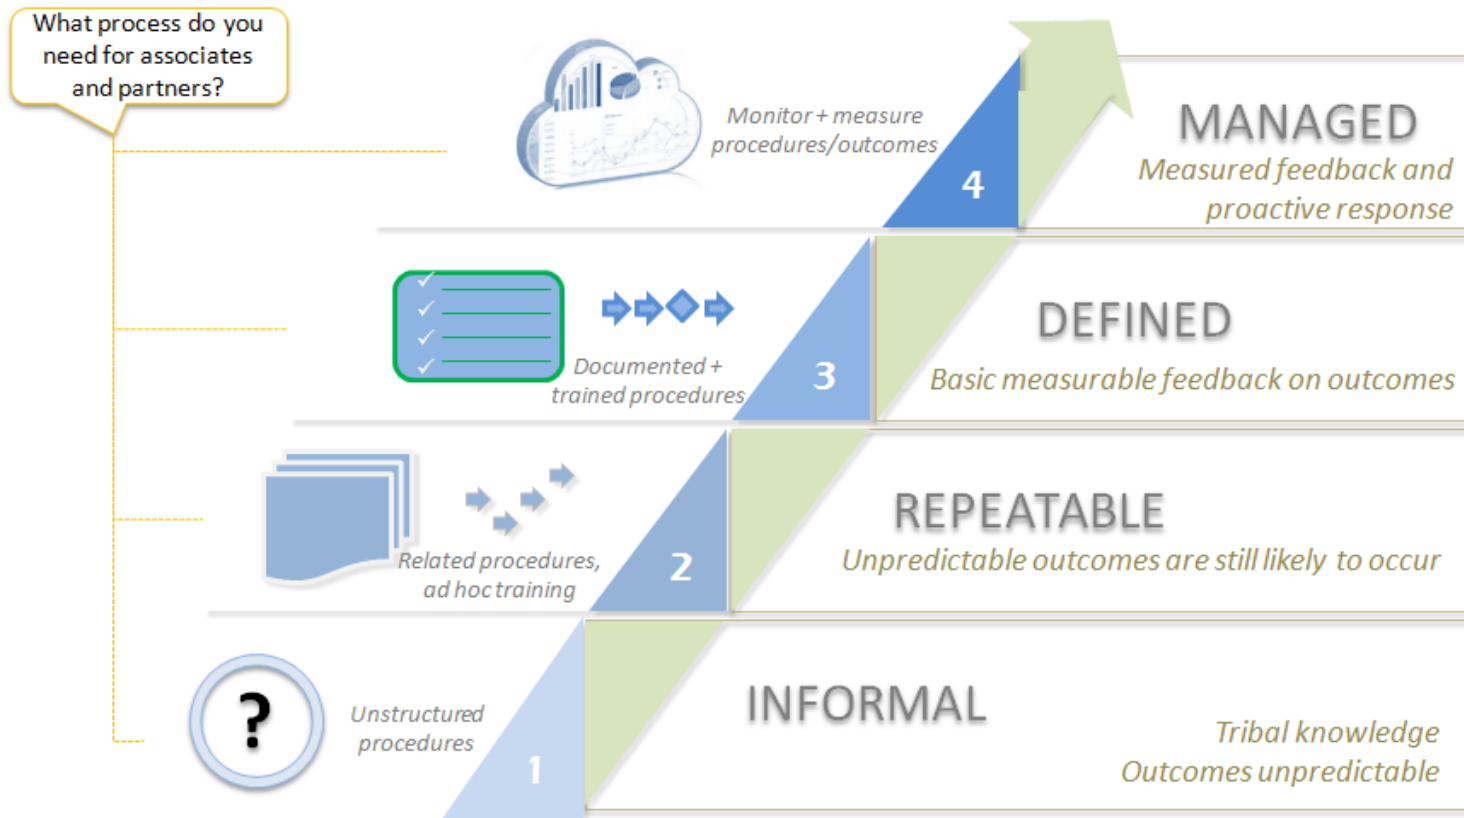 What process do you
need for associates
and partners?
Monitor + measure
procedures/outcomes
4
MANAGED
Measured feedback and
proactive response
Documented +
trained procedures
3
DEFINED
Basic measurable feedback on outcomes
Related procedures,
ad hoc training
2
REPEATABLE
Unpredictable outcomes are still likely to occur
?
Unstructured
procedures
1
INFORMAL
Tribal knowledge
Outcomes unpredictable